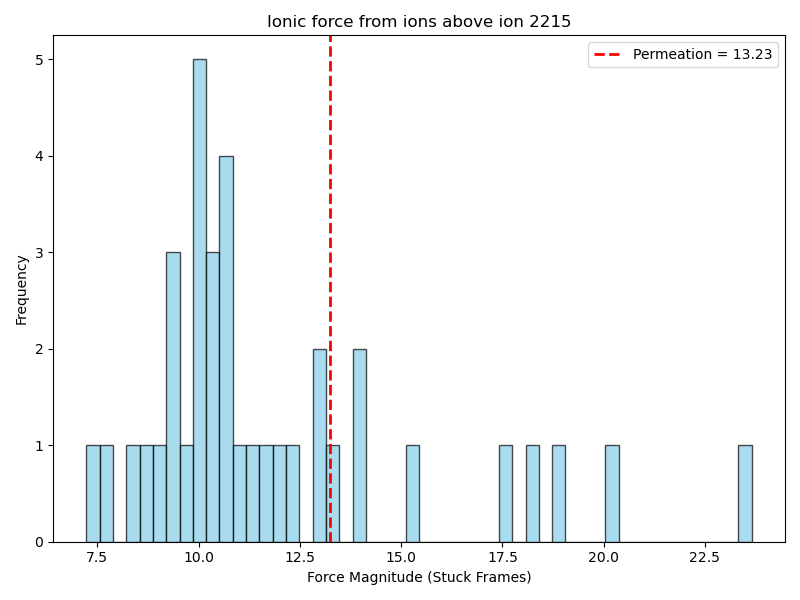 Ionic force from ions above ion 2215
Permeation = 13.23
Frequency
5
4
3
2
1
0
7.5 10.0 12.5 15.0 17.5 20.0 22.5
Force Magnitude (Stuck Frames)